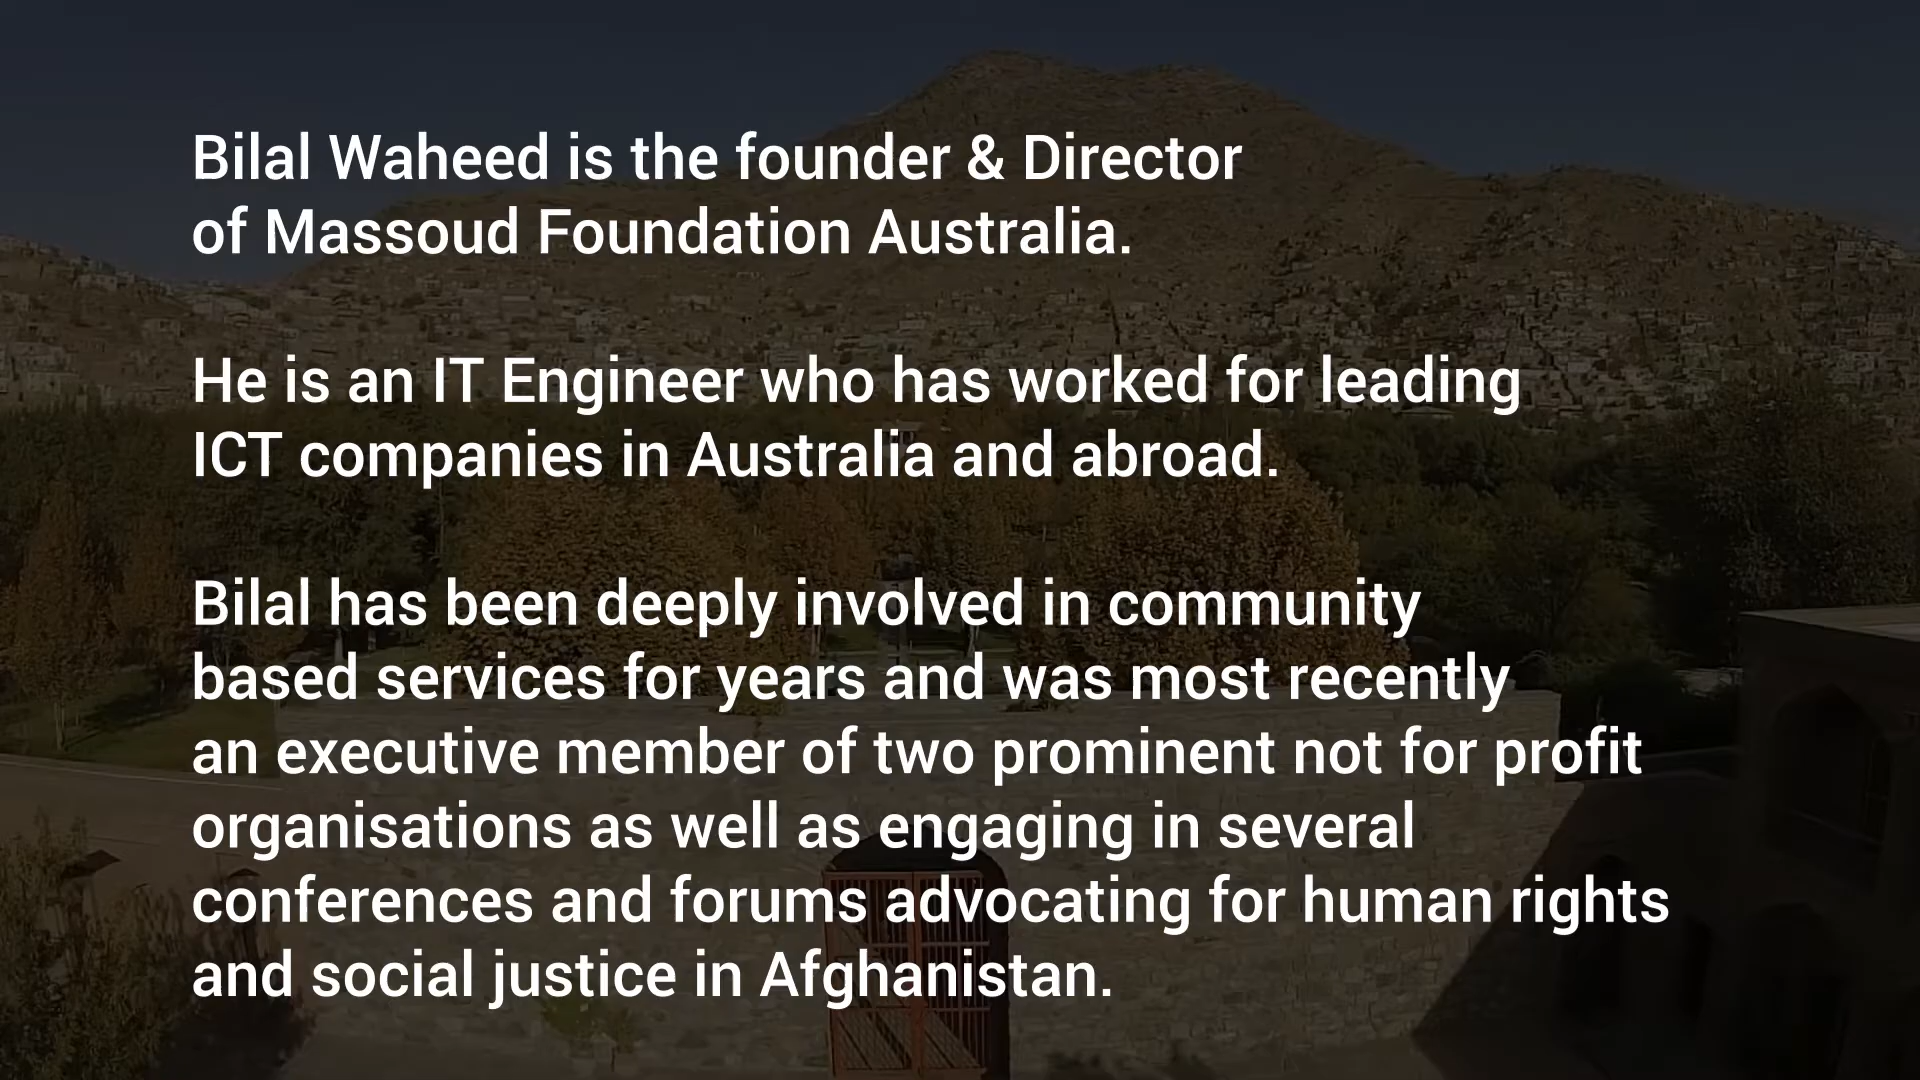 Bilal Waheed is the founder & Director
of Massoud Foundation Australia.
He is an IT Engineer who has worked for leading
ICT companies in Australia and abroad.
Bilal has been deeply involved in community
based services for years and was most recently
an executive member of two prominent not for profit
organisations as well as engaging in several
conferences and forums advocating for human rights
and social justice in Afghanistan.